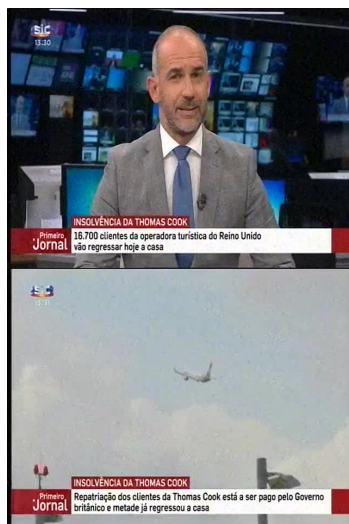 SIC
13:30
INSOLVÊNCIA DA THOMAS COOK
Primeiro
Jornal
16.700 clientes da operadora turística do Reino Unido
vão regressar hoje a casa
SIC
13:31
INSOLVÊNCIA DA THOMAS COOK
Primeiro
Jornal
Repatriação dos clientes da Thomas Cook está a ser pago pelo Governo
britânico e metade já regressou a casa